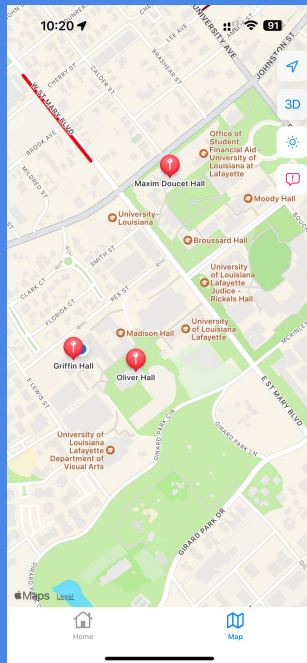 10:20
91
UNIVERSITY AVE
LEE AVE
JOHNSTON ST
CHERRY ST
CALDER ST
BRASHEAR ST
W ST MARY BLVD
3D
BROOK AVE
MILDRED ST
Office of
Student
Financial Aid -
University of
Louisiana at
Lafayette
Maxim Doucet Hall
Moody Hall
University-
Louisiana
Broussard Hall
SMITH ST
University
of Louisiana
Lafayette
Judice -
Rickels Hall
CLARK CT
REX ST
FLORIDA CT
Madison Hall
University
of Louisiana
Lafayette
MCKINLE
Griffin Hall
Oliver Hall
E LEWIS ST
E ST MARY BLVD
GIRARD PARK CIR
GIRARD PARK LN
University of
Louisiana
Lafayette
Department of
Visual Arts
GIRARD PARK DR
Maps
Legal
Home
Map